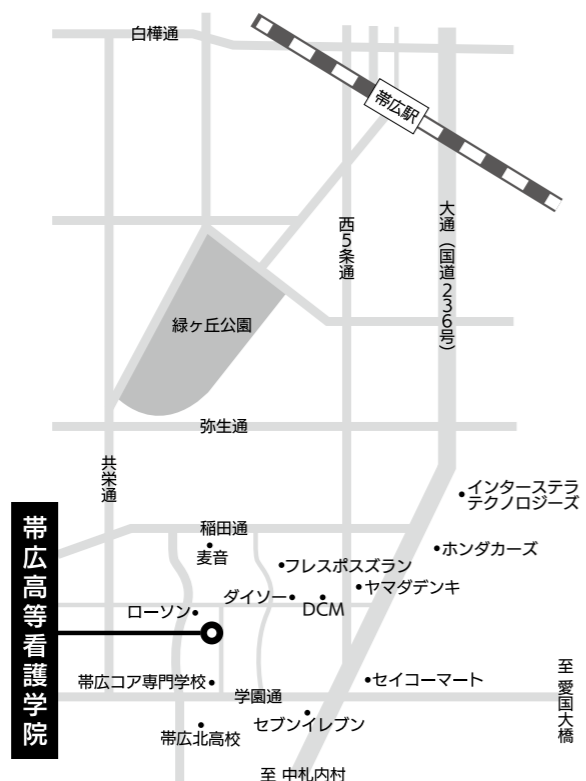 白樺通
帯広駅
西5条通
大通（国道236号）
緑ヶ丘公園
弥生通
共栄通
インターステラ
テクノロジーズ
稲田通
麦音
ホンダカーズ
フレスポスズラン
ヤマダデンキ
ダイソー
DCM
ローソン
帯広高等看護学院
帯広コア専門学校
学園通
セイコーマート
至 愛国大橋
セブンイレブン
帯広北高校
至 中札内村